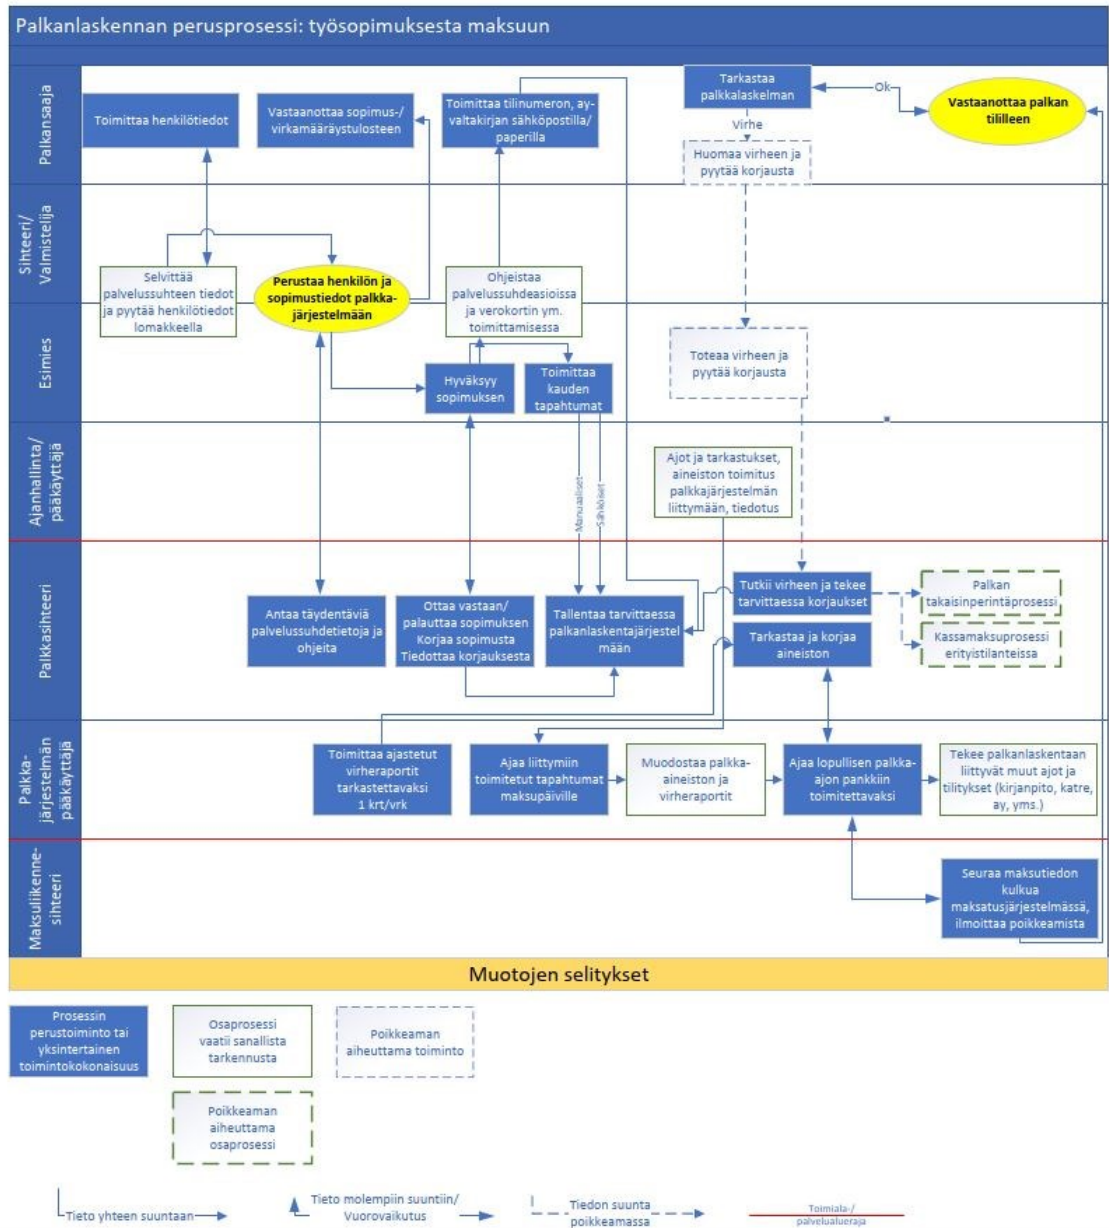 Palkanlaskennan perusprosessi: työsopimuksesta maksuun
Palkansaaja
Toimittaa henkilötiedot
Vastaanottaa sopimus-/
virkamääräystulosteen
Toimittaa tilinumeron, ay-
valtakirjan sähköpostilla/
paperilla
Tarkastaa
palkkalaskelman
Ok
Vastaanottaa palkan
tililleen
Virhe
Huomaa virheen ja
pyytää korjausta
Sihteeri/
Valmistelija
Selvittää
palvelussuhteen tiedot
ja pyytää henkilötiedot
lomakkeella
Perustaa henkilön ja
sopimustiedot palkka-
järjestelmään
Ohjeistaa
palvelussuhdeasioissa
ja verokortin ym.
toimittamisessa
Esimies
Hyväksyy
sopimuksen
Toimittaa
kauden
tapahtumat
Toteaa virheen ja
pyytää korjausta
Ajanhallinta/
pääkäyttäjä
Manuaaliset
Sähköiset
Ajot ja tarkastukset,
aineiston toimitus
palkkajärjestelmän
liittymään, tiedotus
Palkkasihteeri
Antaa täydentäviä
palvelussuhdetietoja ja
ohjeita
Ottaa vastaan/
palauttaa sopimuksen
Korjaa sopimusta
Tiedottaa korjauksesta
Tallentaa tarvittaessa
palkanlaskentajärjestel
mään
Tutkii virheen ja tekee
tarvittaessa korjaukset
Tarkastaa ja korjaa
aineiston
Palkan
takaisinperintäprosessi
Kassamaksuprosessi
erityistilanteissa
Palkka-
järjestelmän
pääkäyttäjä
Toimittaa ajastetut
virheraportit
tarkastettavaksi
1 krt/vrk
Ajaa liittymiin
toimitetut tapahtumat
maksupäiville
Muodostaa palkka-
aineiston ja
virheraportit
Ajaa lopullisen palkka-
ajon pankkiin
toimitettavaksi
Tekee palkanlaskentaan
liittyvät muut ajot ja
tilitykset (kirjanpito, katre,
ay, yms.)
Maksuliikenne-
sihteeri
Seuraa maksutiedon
kulkua
maksatusjärjestelmässä,
ilmoittaa poikkeamista
Muotojen selitykset
Prosessin
perustoiminto tai
yksintertainen
toimintokokonaisuus
Osaprosessi
vaatii sanallista
tarkennusta
Poikkeaman
aiheuttama toiminto
Poikkeaman
aiheuttama
osaprosessi
Tieto yhteen suuntaan
Tieto molempiin suuntiin/
Vuorovaikutus
Tiedon suunta
poikkeamassa
Toimiala-/
palvelualueraja